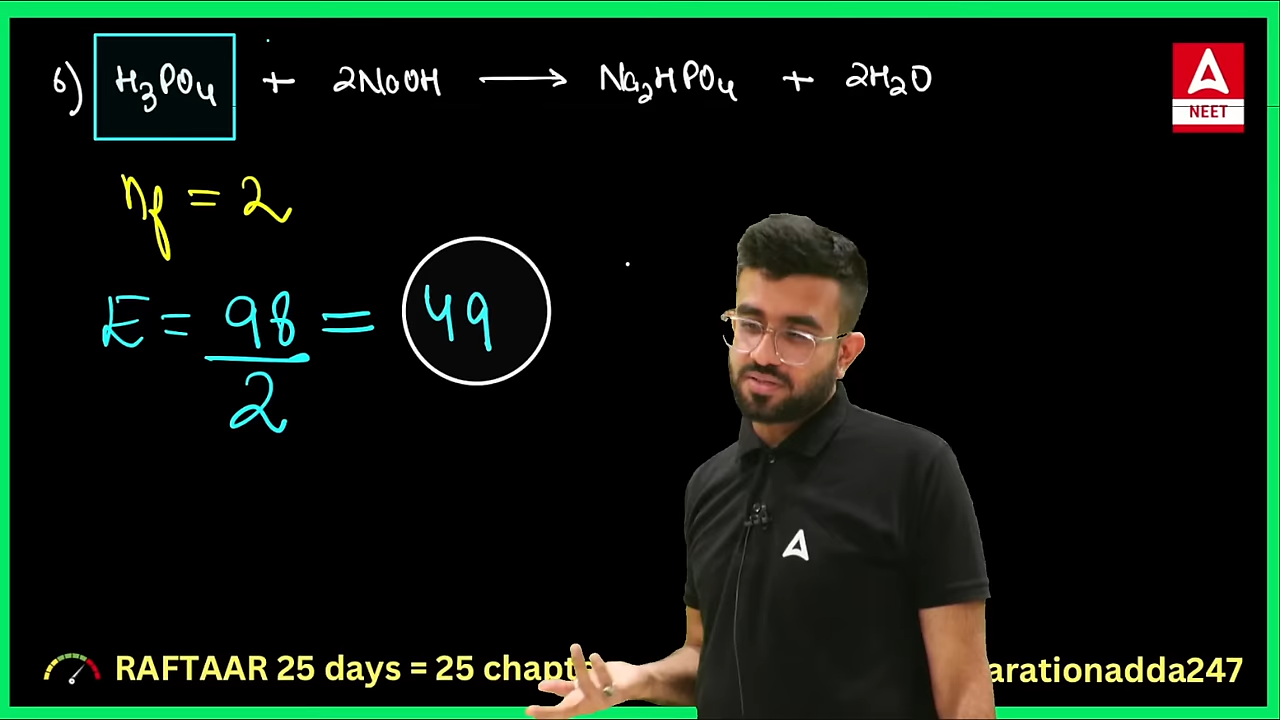 6) H₃PO₄ + 2NaOH ⟶ Na₂HPO₄ + 2H₂O
NEET
nf = 2
E = 98/2 = 49
RAFTAAR 25 days = 25 chapt
arationadda247